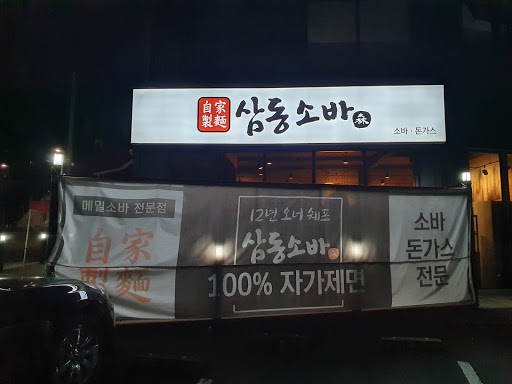 自家
製麵
삼동소바
森
소바 · 돈가스
메밀소바 전문점
自家
製麵
12년 오너 쉐프
삼동소바
100% 자가제면
소바
돈가스
전문